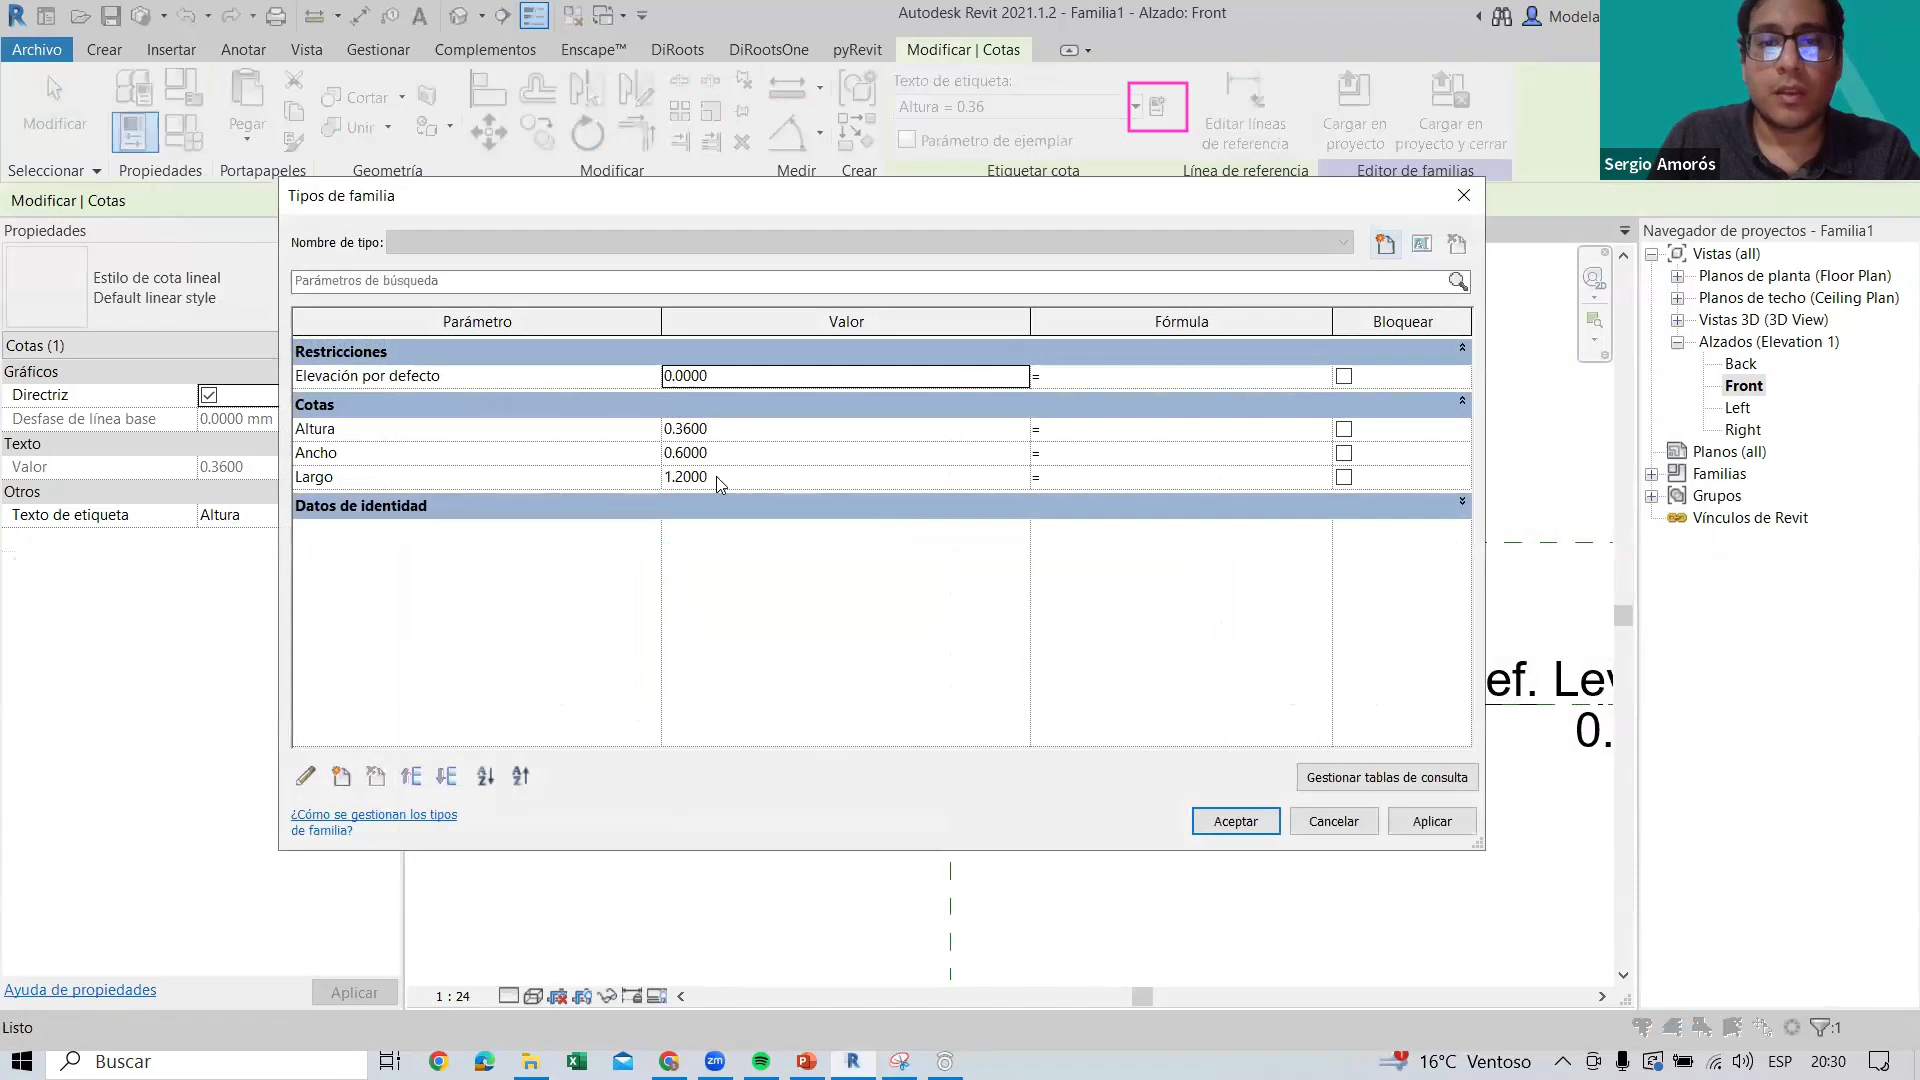 Autodesk Revit 2021.1.2 - Familia1 - Alzado: Front
Modela
Archivo Crear Insertar Anotar Vista Gestionar Complementos Enscape™ DiRoots DiRootsOne pyRevit Modificar | Cotas
Modificar
Pegar
Cortar
Unir
Texto de etiqueta:
Altura = 0.36
Parámetro de ejemplar
Editar líneas
de referencia
Cargar en
proyecto
Cargar en
proyecto y cerrar
Seleccionar Propiedades Portapapeles Geometría Modificar Medir Crear Etiquetar cota Línea de referencia Editor de familias
Sergio Amorós
Modificar | Cotas
Propiedades
Estilo de cota lineal
Default linear style
Cotas (1)
Gráficos
Directriz
Desfase de línea base 0.0000 mm
Texto
Valor 0.3600
Otros
Texto de etiqueta Altura
Ayuda de propiedades
Aplicar
Tipos de familia
Nombre de tipo:
Parámetros de búsqueda
Parámetro Valor Fórmula Bloquear
Restricciones
Elevación por defecto 0.0000 =
Cotas
Altura 0.3600 =
Ancho 0.6000 =
Largo 1.2000 =
Datos de identidad
Gestionar tablas de consulta
¿Cómo se gestionan los tipos
de familia?
Aceptar Cancelar Aplicar
ef. Lev
0.
Navegador de proyectos - Familia1
Vistas (all)
Planos de planta (Floor Plan)
Planos de techo (Ceiling Plan)
Vistas 3D (3D View)
Alzados (Elevation 1)
Back
Front
Left
Right
Planos (all)
Familias
Grupos
Vínculos de Revit
1 : 24
Listo
:1
Buscar
16°C Ventoso
ESP
20:30